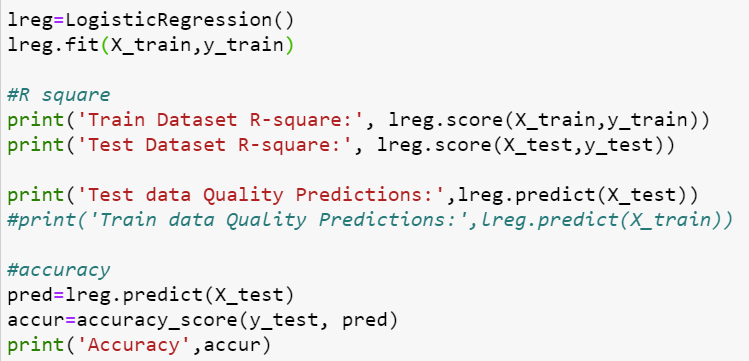 lreg=LogisticRegression()
lreg.fit(X_train,y_train)
#R square
print('Train Dataset R-square:', lreg.score(X_train,y_train))
print('Test Dataset R-square:', lreg.score(X_test,y_test))
print('Test data Quality Predictions:',lreg.predict(X_test))
#print('Train data Quality Predictions:',lreg.predict(X_train))
#accuracy
pred=lreg.predict(X_test)
accur=accuracy_score(y_test, pred)
print('Accuracy',accur)